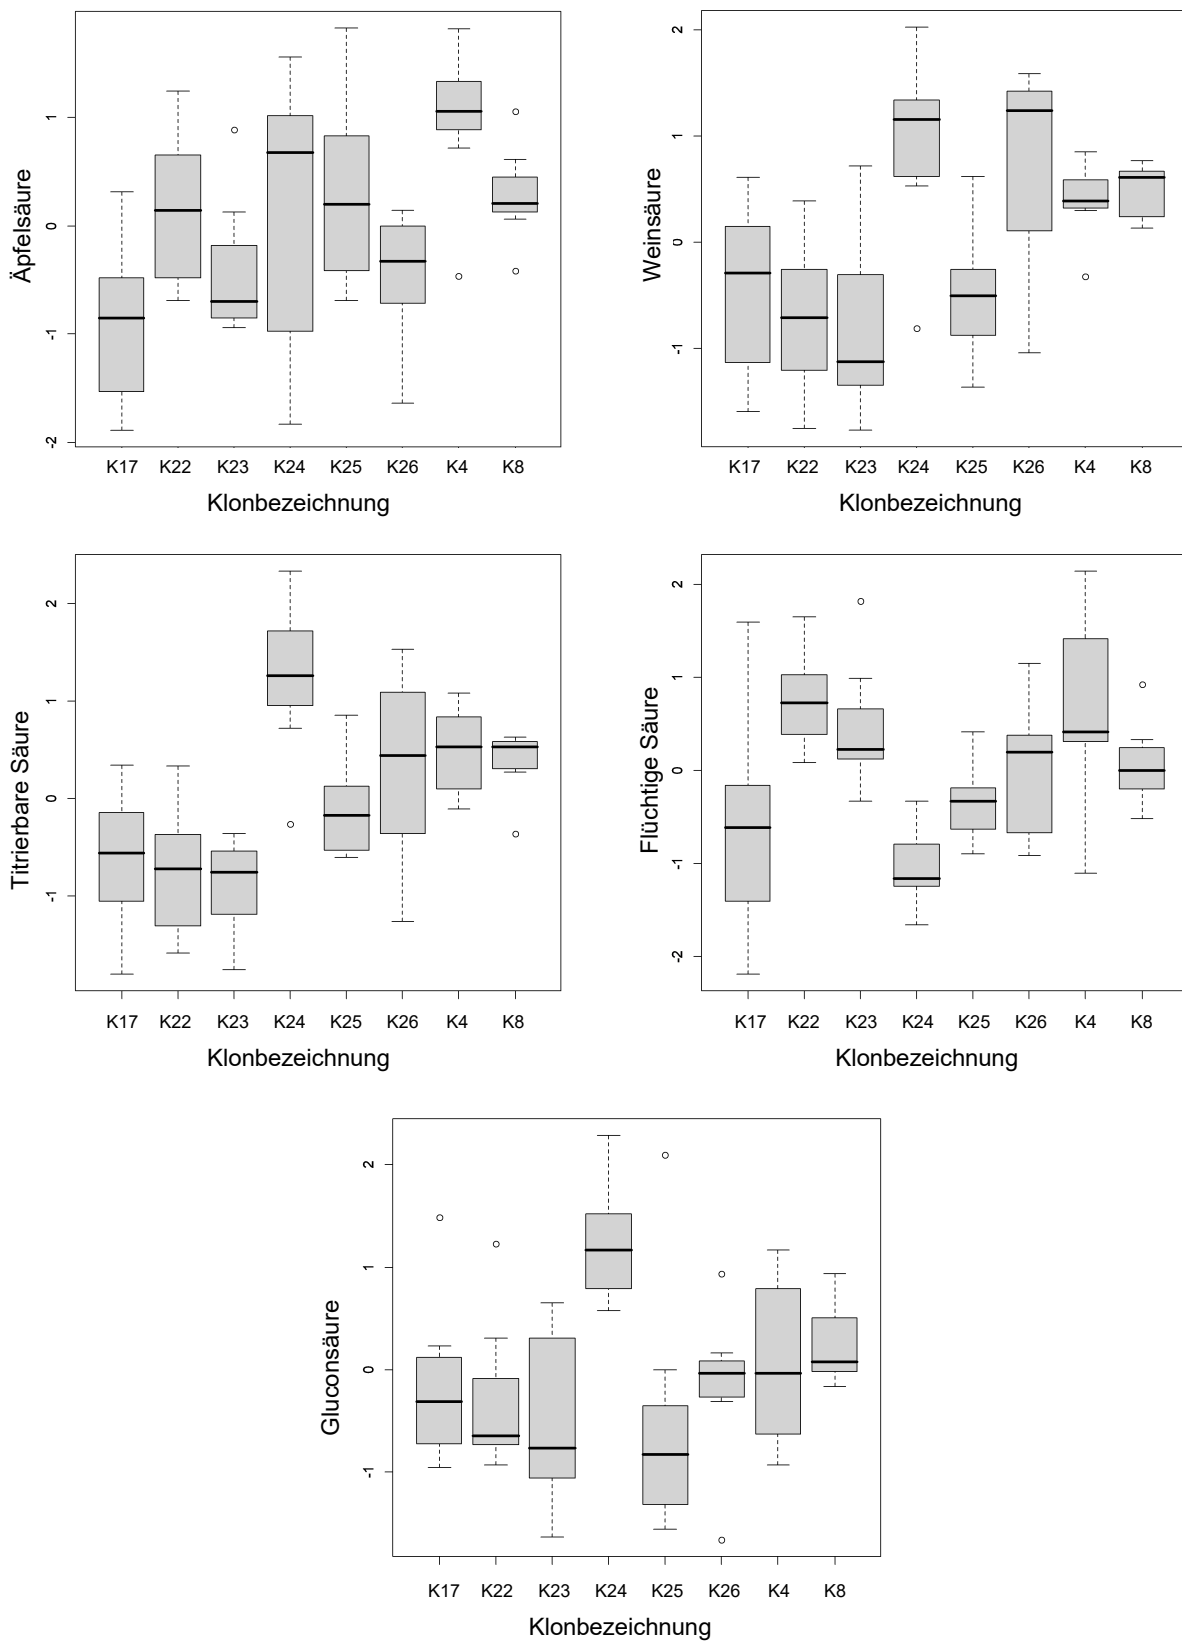 Äpfelsäure
1
0
-1
-2
K17 K22 K23 K24 K25 K26 K4 K8
Klonbezeichnung
Weinsäure
2
1
0
-1
K17 K22 K23 K24 K25 K26 K4 K8
Klonbezeichnung
Titrierbare Säure
2
1
0
-1
K17 K22 K23 K24 K25 K26 K4 K8
Klonbezeichnung
Flüchtige Säure
2
1
0
-1
-2
K17 K22 K23 K24 K25 K26 K4 K8
Klonbezeichnung
Gluconsäure
2
1
0
-1
K17 K22 K23 K24 K25 K26 K4 K8
Klonbezeichnung